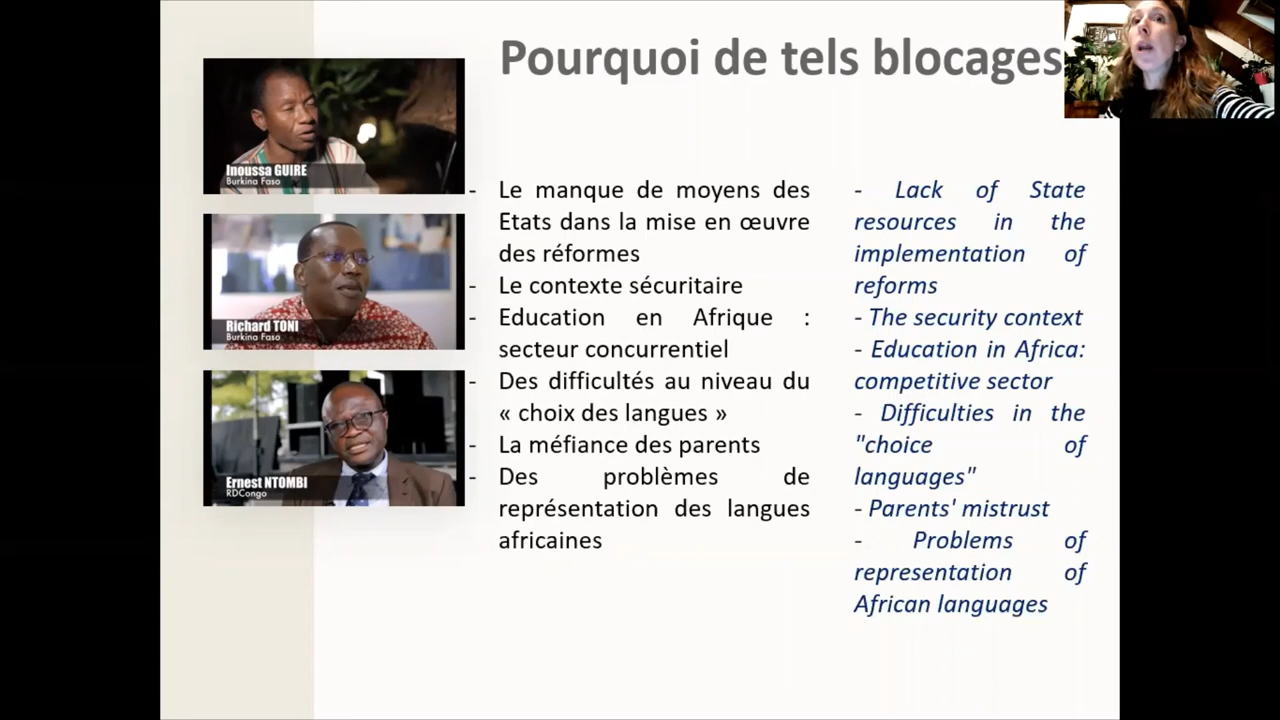 Pourquoi de tels blocages
Inoussa GUIRE
Burkina Faso
Richard TONI
Burkina Faso
Ernest NTOMBI
RDCongo
- Le manque de moyens des
Etats dans la mise en œuvre
des réformes
- Le contexte sécuritaire
- Education en Afrique :
secteur concurrentiel
- Des difficultés au niveau du
« choix des langues »
- La méfiance des parents
- Des problèmes de
représentation des langues
africaines
- Lack of State
resources in the
implementation of
reforms
- The security context
- Education in Africa:
competitive sector
- Difficulties in the
"choice of
languages"
- Parents' mistrust
- Problems of
representation of
African languages